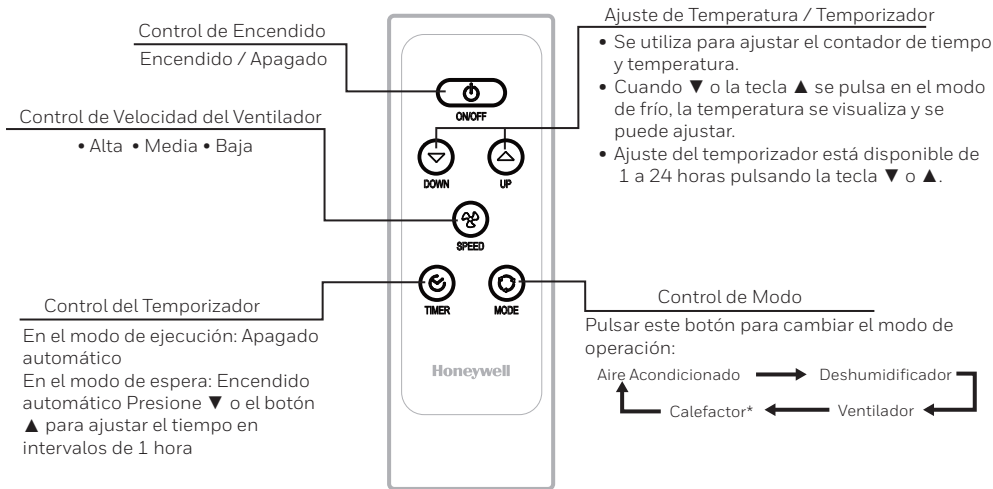 Control de Encendido
Encendido / Apagado
Control de Velocidad del Ventilador
• Alta • Media • Baja
Control del Temporizador
En el modo de ejecución: Apagado
automático
En el modo de espera: Encendido
automático Presione ▼ o el botón
▲ para ajustar el tiempo en
intervalos de 1 hora
ON/OFF
DOWN
UP
SPEED
TIMER
MODE
Honeywell
Ajuste de Temperatura / Temporizador
• Se utiliza para ajustar el contador de tiempo
y temperatura.
• Cuando ▼ o la tecla ▲ se pulsa en el modo
de frío, la temperatura se visualiza y se
puede ajustar.
• Ajuste del temporizador está disponible de
1 a 24 horas pulsando la tecla ▼ o ▲.
Control de Modo
Pulsar este botón para cambiar el modo de
operación:
Aire Acondicionado
Deshumidificador
Calefactor*
Ventilador